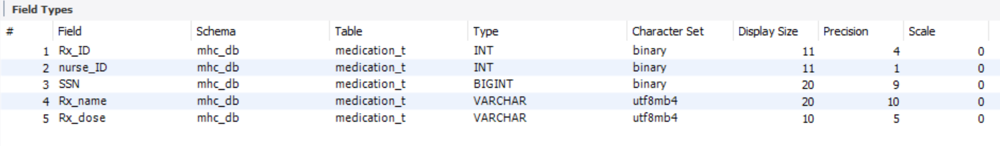 Field Types
# Field Schema Table Type Character Set Display Size Precision Scale
1 Rx_ID mhc_db medication_t INT binary 11 4 0
2 nurse_ID mhc_db medication_t INT binary 11 1 0
3 SSN mhc_db medication_t BIGINT binary 20 9 0
4 Rx_name mhc_db medication_t VARCHAR utf8mb4 20 10 0
5 Rx_dose mhc_db medication_t VARCHAR utf8mb4 10 5 0